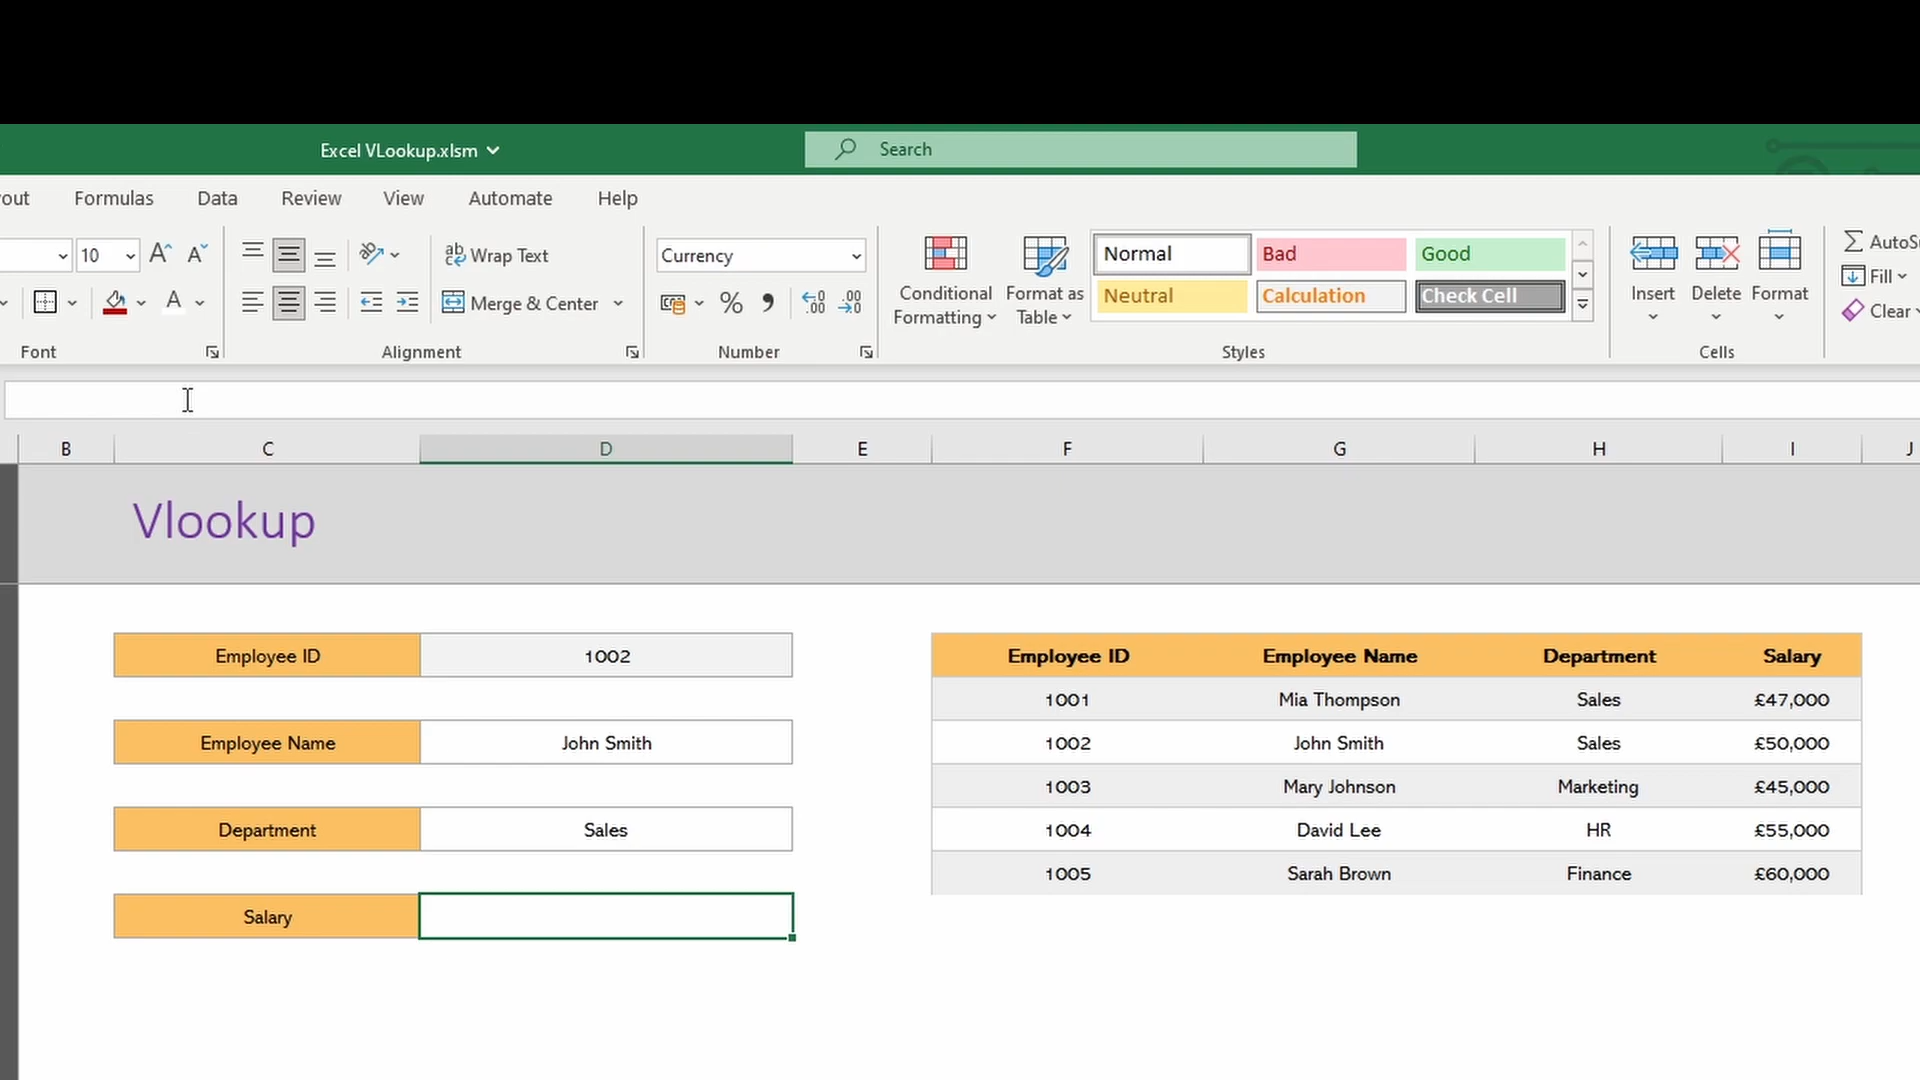 Excel VLookup.xlsm
Search
out Formulas Data Review View Automate Help
10 A A ab Wrap Text Currency Normal Bad Good AutoS
Conditional Formatting Format as Table Neutral Calculation Check Cell Insert Delete Format Fill
A Merge & Center % Clear
Font Alignment Number Styles Cells
B C D E F G H I J
Vlookup
Employee ID 1002
Employee Name John Smith
Department Sales
Salary
Employee ID Employee Name Department Salary
1001 Mia Thompson Sales £47,000
1002 John Smith Sales £50,000
1003 Mary Johnson Marketing £45,000
1004 David Lee HR £55,000
1005 Sarah Brown Finance £60,000